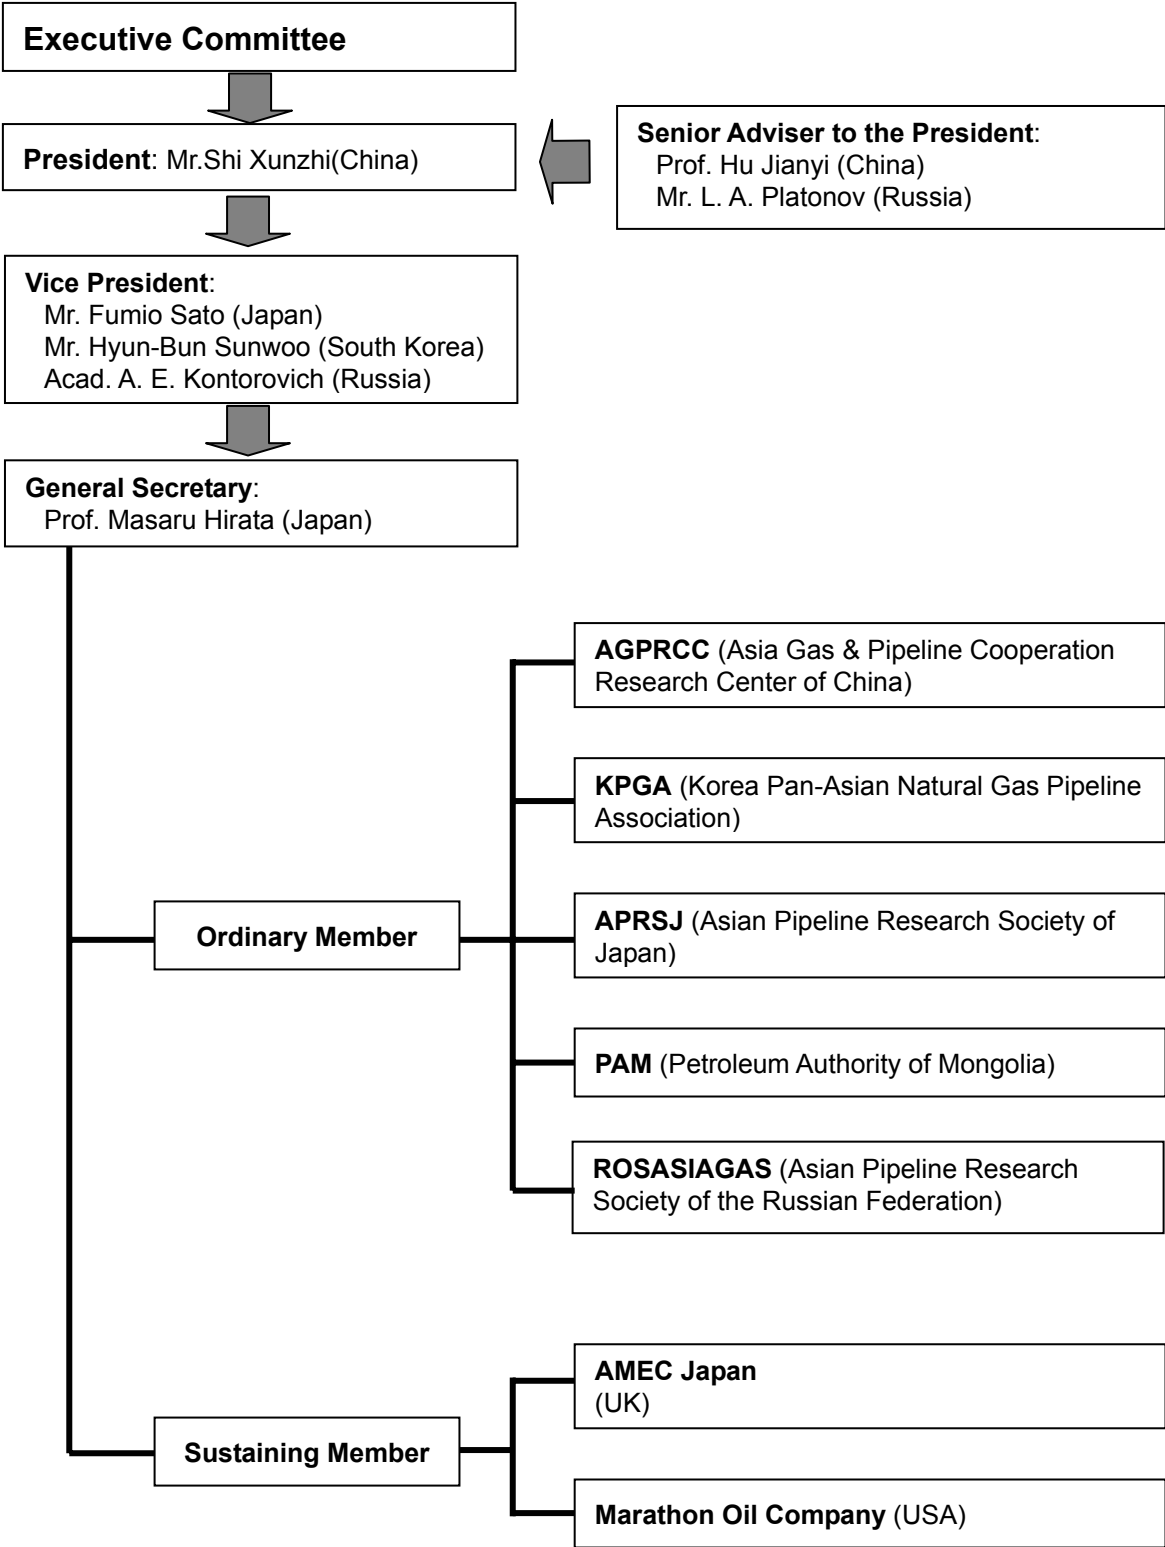 Executive Committee
President: Mr.Shi Xunzhi(China)
Senior Adviser to the President:
Prof. Hu Jianyi (China)
Mr. L. A. Platonov (Russia)
Vice President:
Mr. Fumio Sato (Japan)
Mr. Hyun-Bun Sunwoo (South Korea)
Acad. A. E. Kontorovich (Russia)
General Secretary:
Prof. Masaru Hirata (Japan)
Ordinary Member
AGPRCC (Asia Gas & Pipeline Cooperation
Research Center of China)
KPGA (Korea Pan-Asian Natural Gas Pipeline
Association)
APRSJ (Asian Pipeline Research Society of
Japan)
PAM (Petroleum Authority of Mongolia)
ROSASIAGAS (Asian Pipeline Research
Society of the Russian Federation)
Sustaining Member
AMEC Japan
(UK)
Marathon Oil Company (USA)